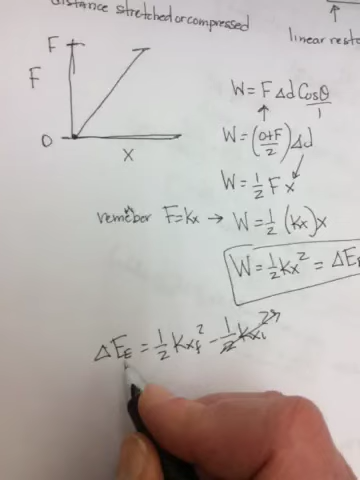 distance stretched or compressed
linear resto
F
F
0
X
W = F Δd Cosθ
1
W = (0+F/2) Δd
W = 1/2 F x
remember F=kx → W = 1/2 (kx)x
W = 1/2 kx² = ΔE
ΔE_E = 1/2 kx_f² - 1/2 kx_i²